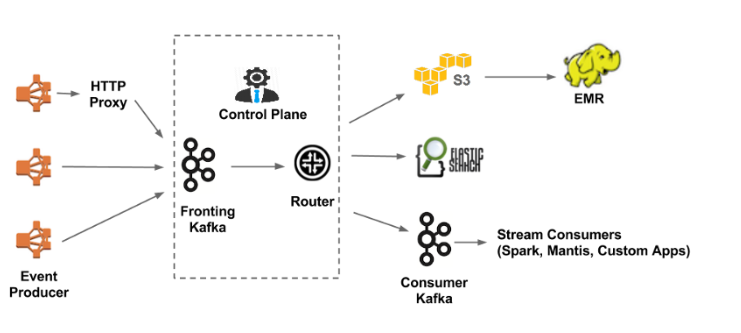 HTTP
Proxy
Control Plane
Fronting
Kafka
Router
Event
Producer
S3
EMR
ELASTIC
SEARCH
Consumer
Kafka
Stream Consumers
(Spark, Mantis, Custom Apps)